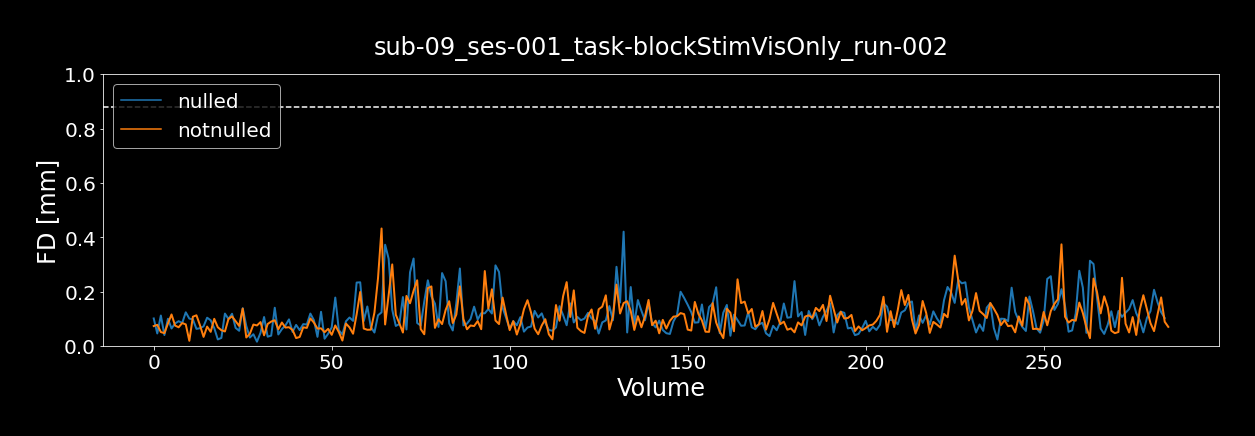 sub-09_ses-001_task-blockStimVisOnly_run-002
1.0
0.8
0.6
0.4
0.2
0.0
FD [mm]
nulled
notnulled
0 50 100 150 200 250
Volume